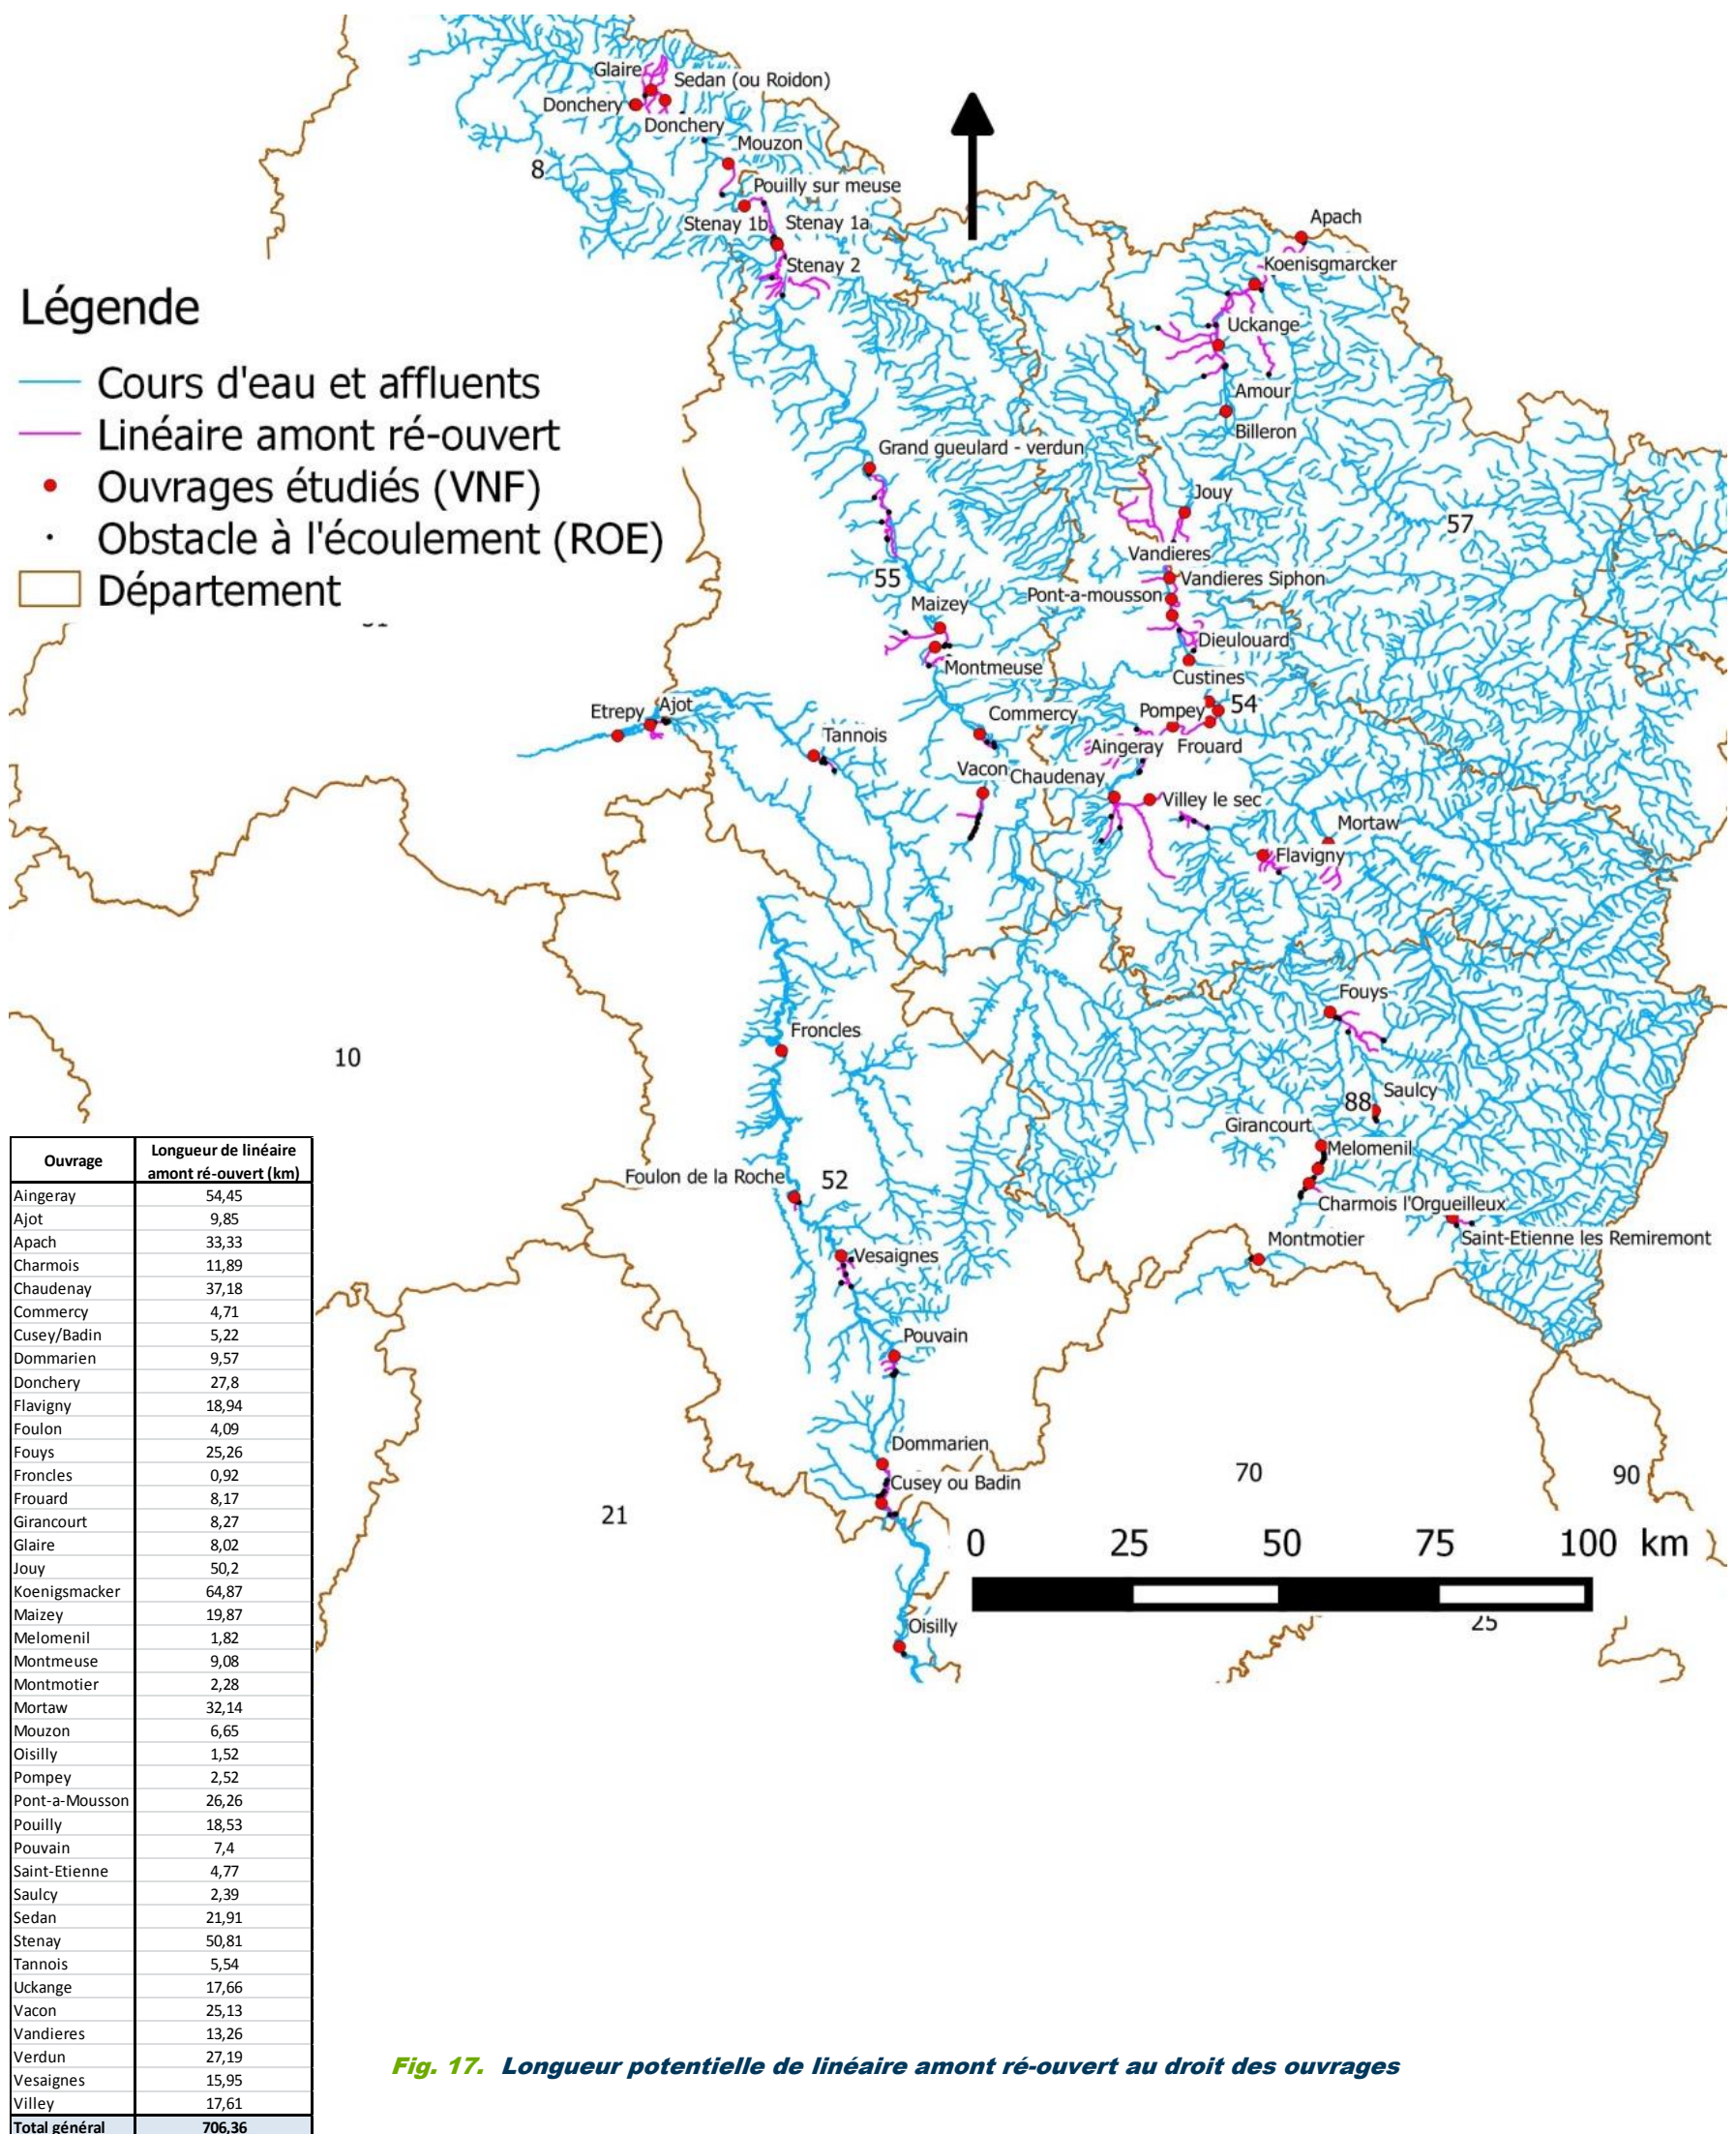 Glaire
Sedan (ou Roidon)
Donchery
Donchery
Mouzon
8
Pouilly sur meuse
Stenay 1b
Stenay 1a
Stenay 2
Apach
Koenisgmarcker
Uckange
Amour
Billeron
Légende
Cours d'eau et affluents
Linéaire amont ré-ouvert
Ouvrages étudiés (VNF)
Obstacle à l'écoulement (ROE)
Département
Grand gueulard - verdun
Jouy
57
Vandieres
55
Vandieres Siphon
Pont-a-mousson
Maizey
Dieulouard
Montmeuse
Custines
Etrepy
Ajot
Commercy
Pompey
54
Tannois
Aingeray
Frouard
Vacon
Chaudenay
Villey le sec
Mortaw
Flavigny
Fouys
Froncles
10
Saulcy
88
Girancourt
Melomenil
Foulon de la Roche
52
Charmois l'Orgueilleux
Saint-Etienne les Remiremont
Montmotier
Vesaignes
Pouvain
Dommarien
Cusey ou Badin
70
90
21
0 25 50 75 100 km
25
Oisilly
Ouvrage Longueur de linéaire
amont ré-ouvert (km)
Aingeray 54,45
Ajot 9,85
Apach 33,33
Charmois 11,89
Chaudenay 37,18
Commercy 4,71
Cusey/Badin 5,22
Dommarien 9,57
Donchery 27,8
Flavigny 18,94
Foulon 4,09
Fouys 25,26
Froncles 0,92
Frouard 8,17
Girancourt 8,27
Glaire 8,02
Jouy 50,2
Koenigsmacker 64,87
Maizey 19,87
Melomenil 1,82
Montmeuse 9,08
Montmotier 2,28
Mortaw 32,14
Mouzon 6,65
Oisilly 1,52
Pompey 2,52
Pont-a-Mousson 26,26
Pouilly 18,53
Pouvain 7,4
Saint-Etienne 4,77
Saulcy 2,39
Sedan 21,91
Stenay 50,81
Tannois 5,54
Uckange 17,66
Vacon 25,13
Vandieres 13,26
Verdun 27,19
Vesaignes 15,95
Villey 17,61
Total général 706,36
Fig. 17. Longueur potentielle de linéaire amont ré-ouvert au droit des ouvrages